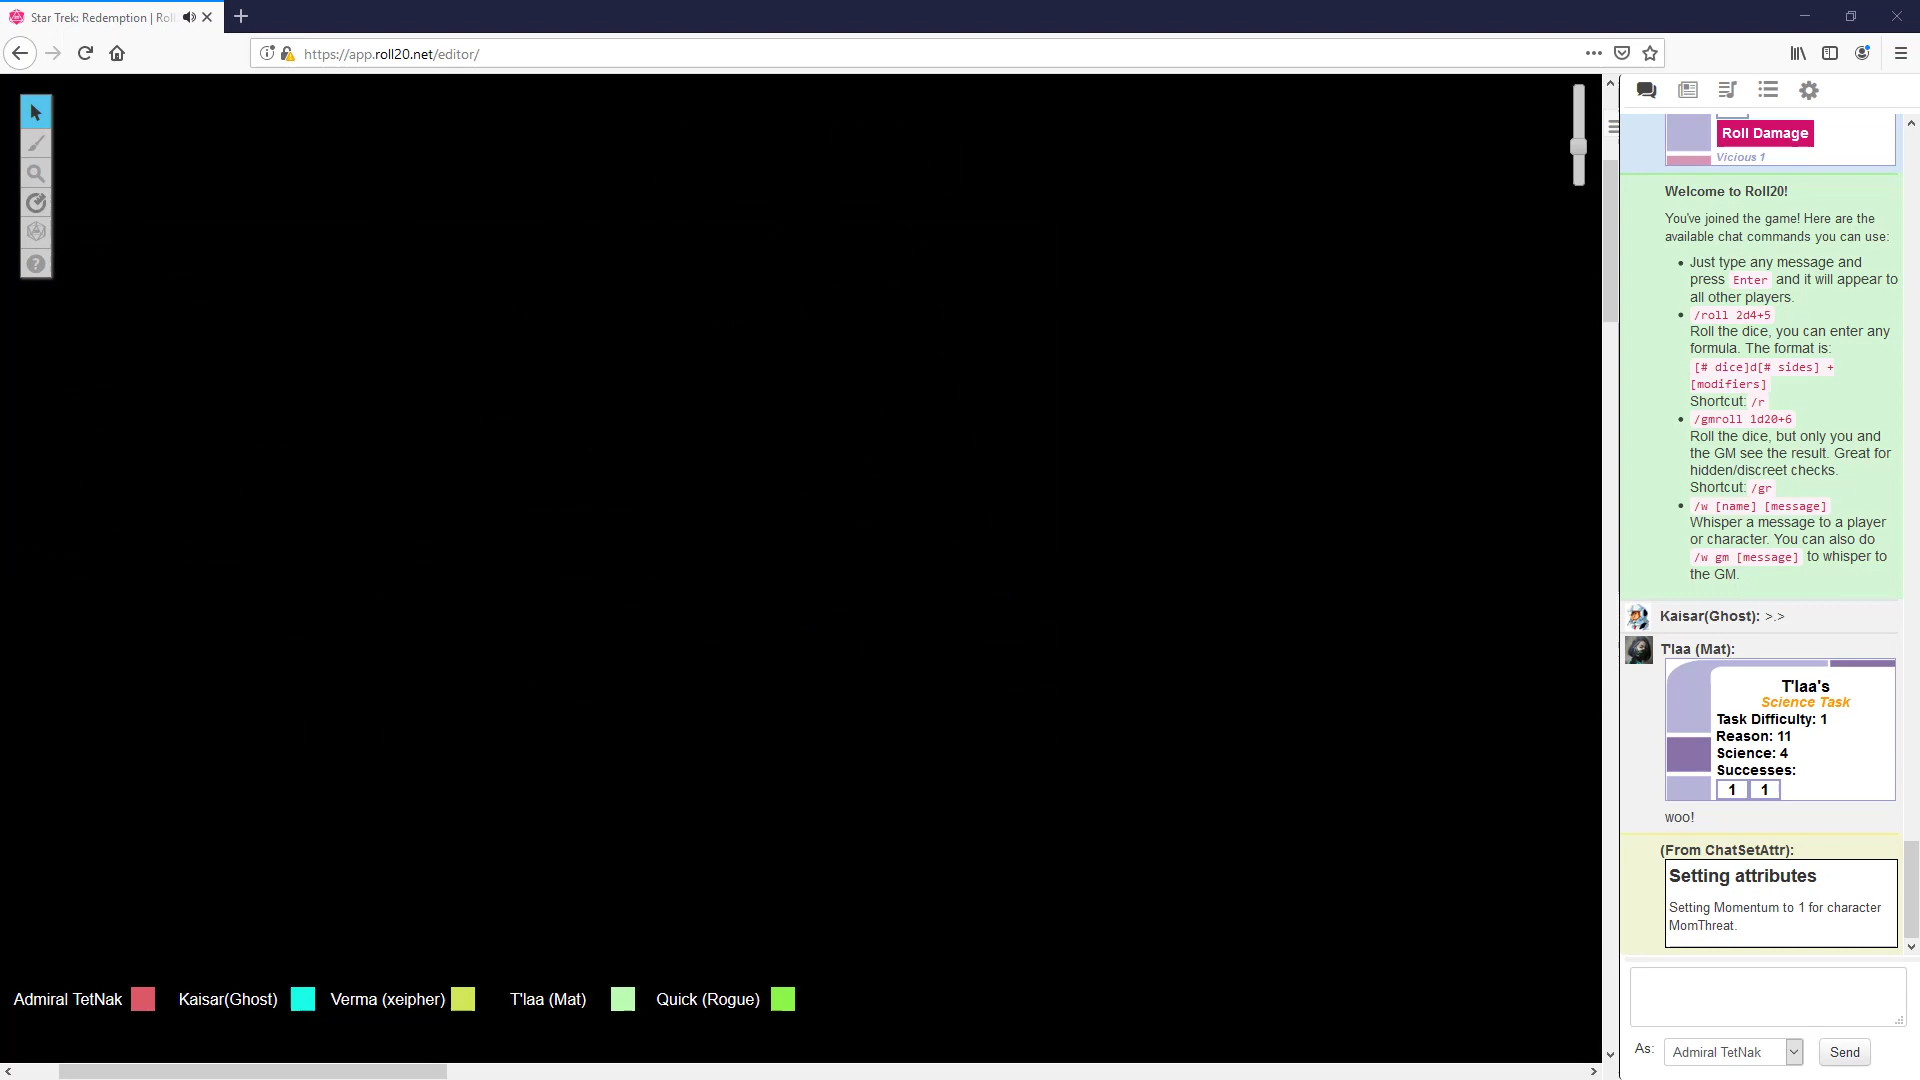 Star Trek: Redemption | Roll
https://app.roll20.net/editor/
Roll Damage
Vicious 1
Welcome to Roll20!
You've joined the game! Here are the
available chat commands you can use:
Just type any message and
press Enter and it will appear to
all other players.
/roll 2d4+5
Roll the dice, you can enter any
formula. The format is:
[# dice]d[# sides] +
[modifiers]
Shortcut: /r
/gmroll 1d20+6
Roll the dice, but only you and
the GM see the result. Great for
hidden/discreet checks.
Shortcut: /gr
/w [name] [message]
Whisper a message to a player
or character. You can also do
/w gm [message] to whisper to
the GM.
Kaisar(Ghost): >.>
T'laa (Mat):
T'laa's
Science Task
Task Difficulty: 1
Reason: 11
Science: 4
Successes:
1 1
woo!
(From ChatSetAttr):
Setting attributes
Setting Momentum to 1 for character
MomThreat.
Admiral TetNak Kaisar(Ghost) Verma (xeipher) T'laa (Mat) Quick (Rogue)
As: Admiral TetNak Send